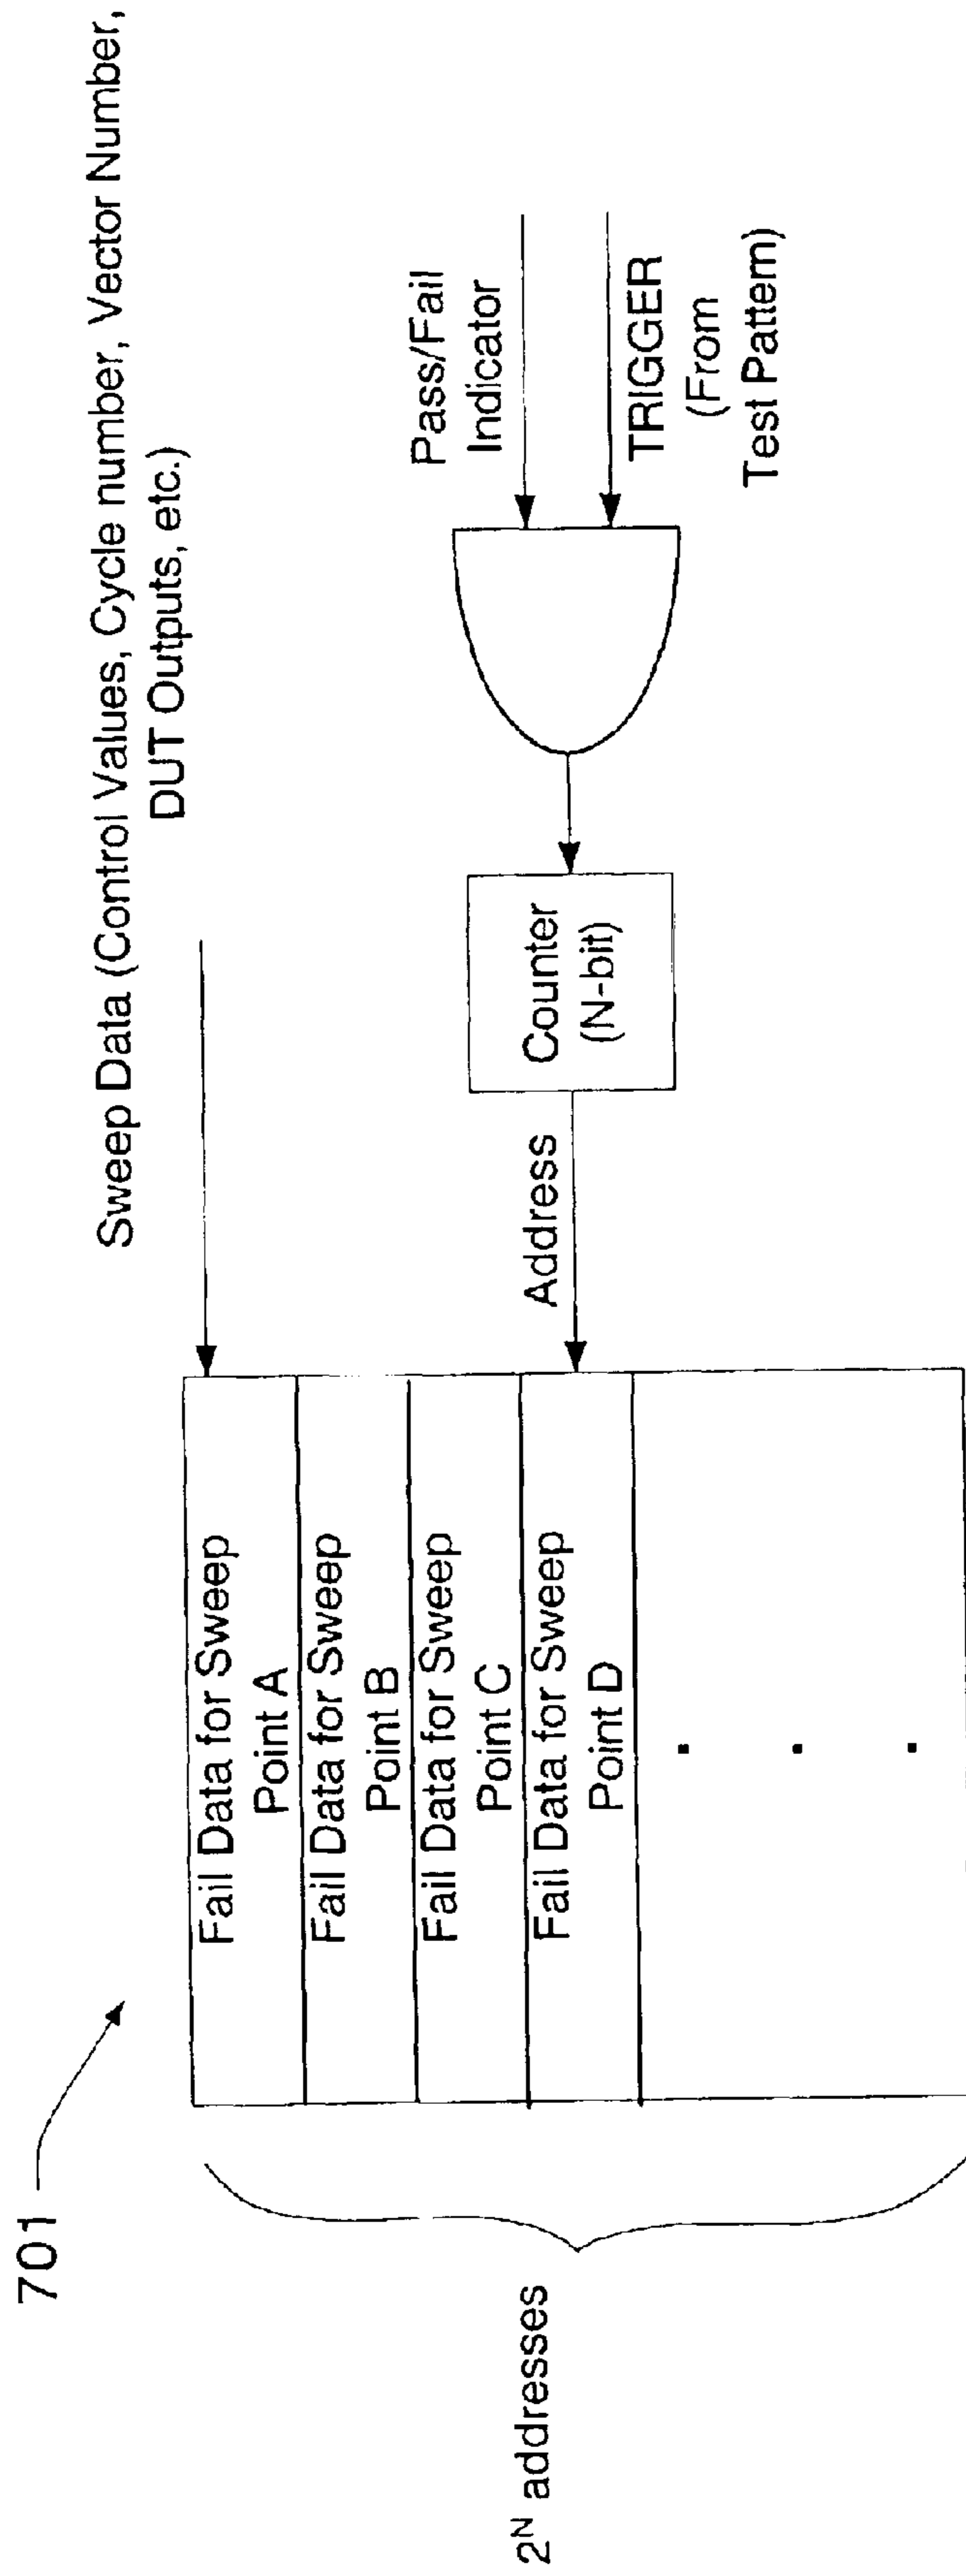 701
Sweep Data (Control Values, Cycle number, Vector Number,
DUT Outputs, etc.)
Fail Data for Sweep
Point A
Fail Data for Sweep
Point B
Fail Data for Sweep
Point C
Fail Data for Sweep
Point D
2ᴺ addresses
Address
Counter
(N-bit)
Pass/Fail
Indicator
TRIGGER
(From
Test Pattern)